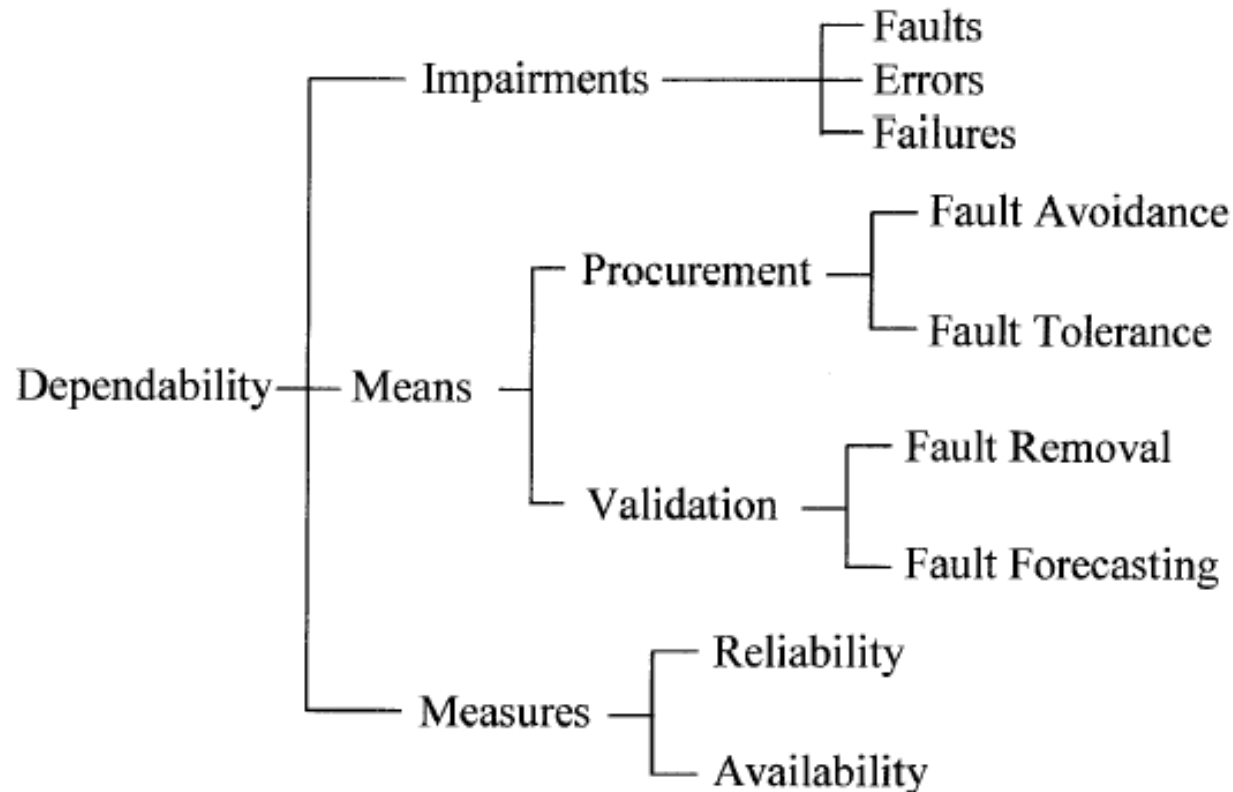 Faults
Impairments
Errors
Failures
Fault Avoidance
Procurement
Fault Tolerance
Dependability
Means
Fault Removal
Validation
Fault Forecasting
Reliability
Measures
Availability